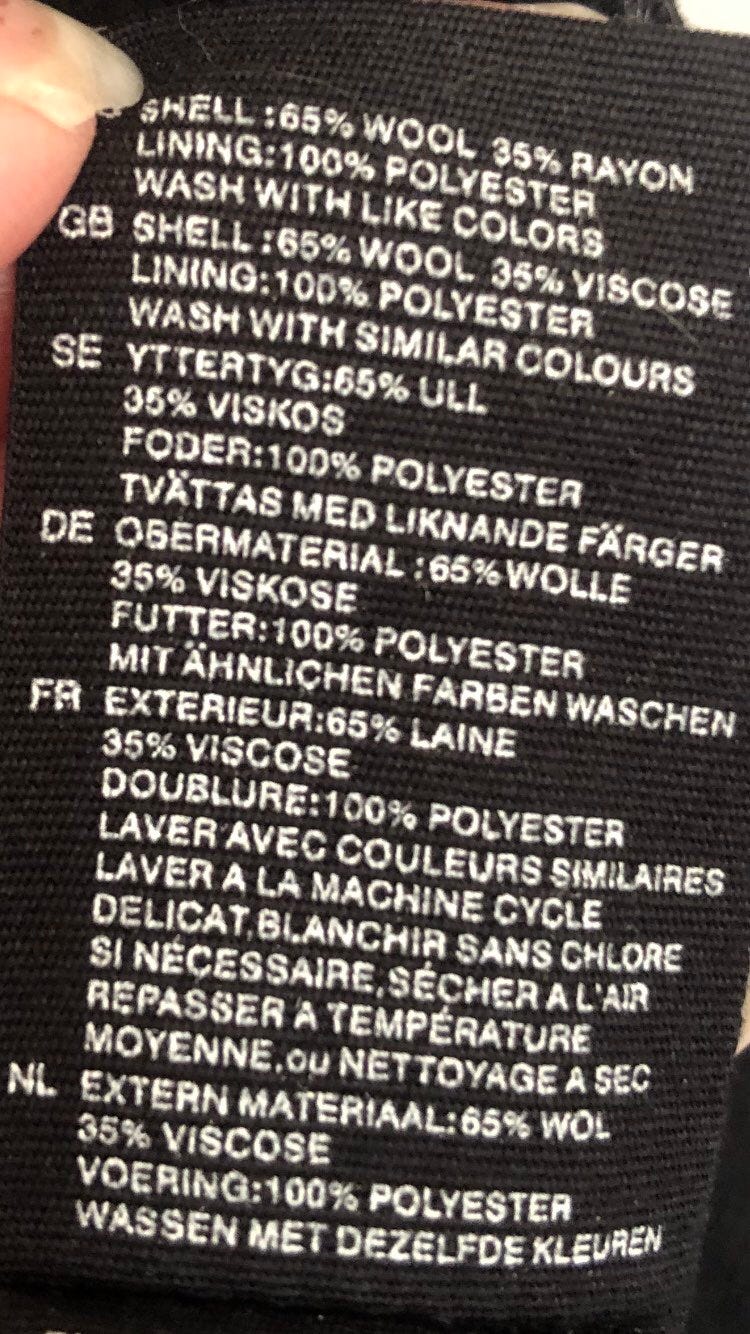 SHELL:65% WOOL 35% RAYON
LINING:100% POLYESTER
WASH WITH LIKE COLORS
GB SHELL:65% WOOL 35% VISCOSE
LINING:100% POLYESTER
WASH WITH SIMILAR COLOURS
SE YTTERTYG:65% ULL
35% VISKOS
FODER:100% POLYESTER
TVÄTTAS MED LIKNANDE FÄRGER
DE OBERMATERIAL:65% WOLLE
35% VISKOSE
FUTTER:100% POLYESTER
MIT ÄHNLICHEN FARBEN WASCHEN
FR EXTERIEUR:65% LAINE
35% VISCOSE
DOUBLURE:100% POLYESTER
LAVER AVEC COULEURS SIMILAIRES
LAVER A LA MACHINE CYCLE
DELICAT,BLANCHIR SANS CHLORE
SI NÉCESSAIRE,SÉCHER A L'AIR
REPASSER A TEMPÉRATURE
MOYENNE,ou NETTOYAGE A SEC
NL EXTERN MATERIAAL:65% WOL
35% VISCOSE
VOERING:100% POLYESTER
WASSEN MET DEZELFDE KLEUREN